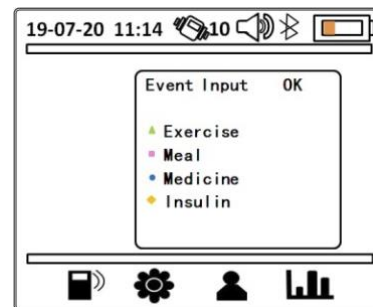 19-07-20 11:14 10
Event Input OK
Exercise
Meal
Medicine
Insulin